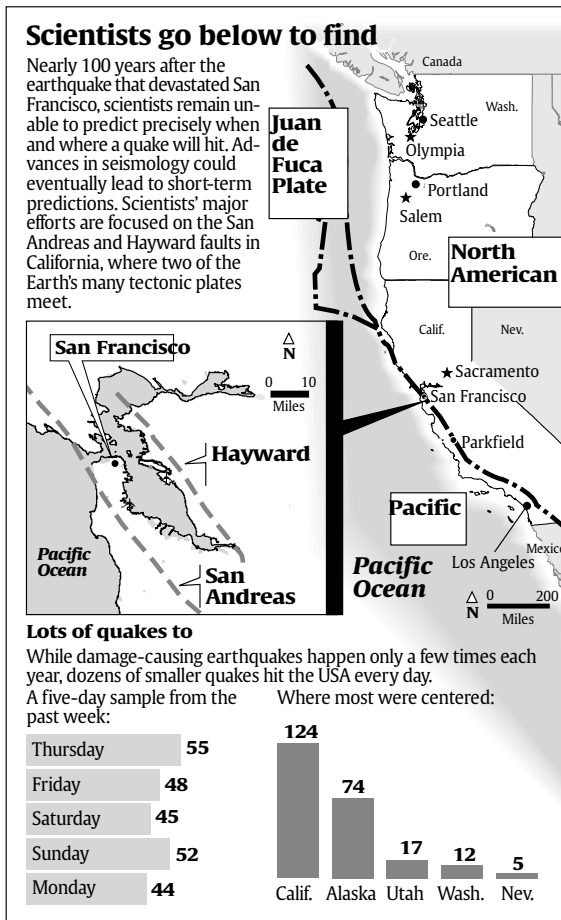 Scientists go below to find
Nearly 100 years after the
earthquake that devastated San
Francisco, scientists remain un-
able to predict precisely when
and where a quake will hit. Ad-
vances in seismology could
eventually lead to short-term
predictions. Scientists' major
efforts are focused on the San
Andreas and Hayward faults in
California, where two of the
Earth's many tectonic plates
meet.
Juan
de
Fuca
Plate
Canada
Wash.
Seattle
Olympia
Portland
Salem
Ore.
North
American
Calif.
Nev.
Sacramento
San Francisco
Parkfield
Pacific
Los Angeles
Mexico
Pacific
Ocean
N
0 200
Miles
San Francisco
N
0 10
Miles
Hayward
San
Andreas
Pacific
Ocean
Lots of quakes to
While damage-causing earthquakes happen only a few times each
year, dozens of smaller quakes hit the USA every day.
A five-day sample from the
past week:
Thursday 55
Friday 48
Saturday 45
Sunday 52
Monday 44
Where most were centered:
124
74
17
12
5
Calif. Alaska Utah Wash. Nev.